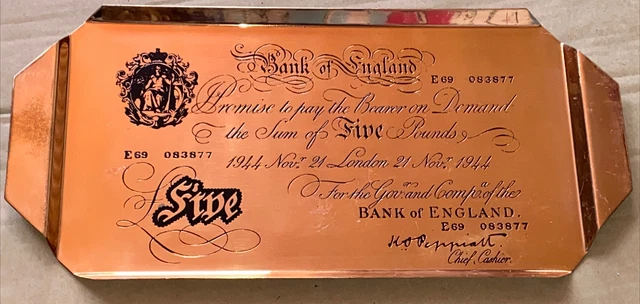 Bank of England
E69 083877
Promise to pay the Bearer on Demand
the Sum of Five Pounds
E69 083877
1944 Novr. 21 London 21 Novr. 1944
Five
For the Govr. and Compa. of the
BANK of ENGLAND.
E69 083877
K O Peppiatt.
Chief Cashier.